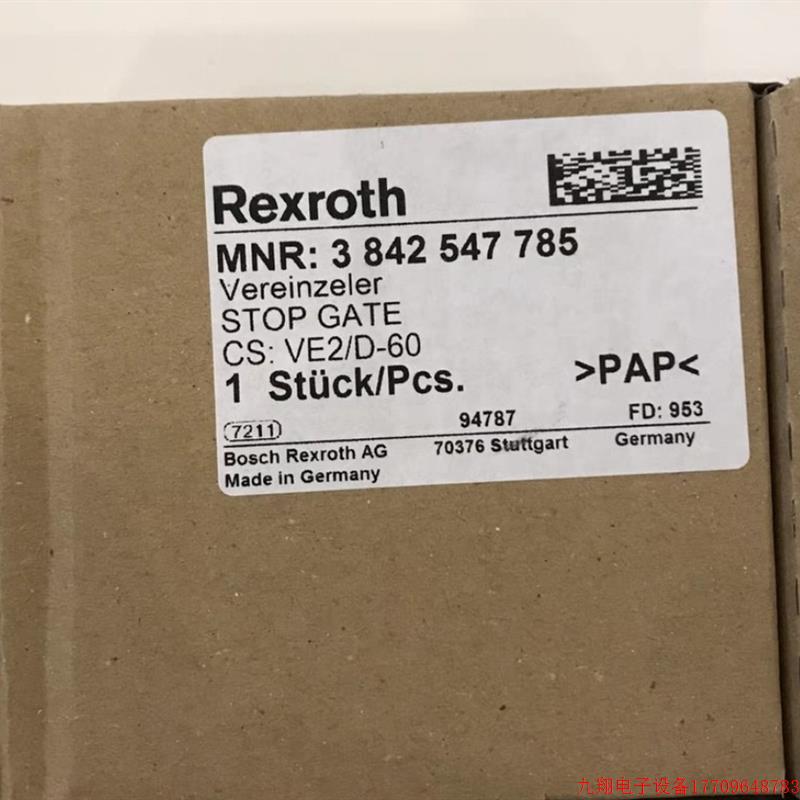 Rexroth
MNR: 3 842 547 785
Vereinzeler
STOP GATE
CS: VE2/D-60
1 Stück/Pcs. >PAP<
7211 94787 FD: 953
Bosch Rexroth AG 70376 Stuttgart Germany
Made in Germany
九翔电子设备17709648783